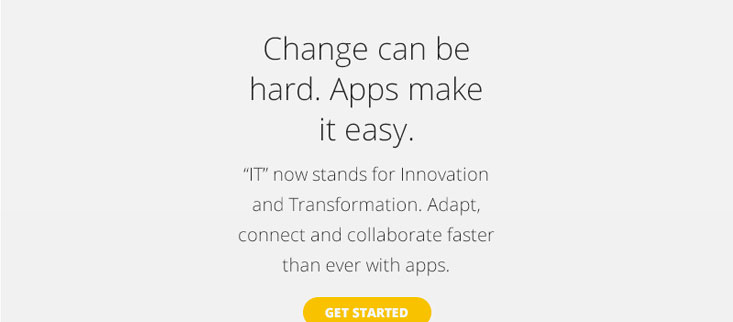 Change can be
hard. Apps make
it easy.
“IT” now stands for Innovation
and Transformation. Adapt,
connect and collaborate faster
than ever with apps.
GET STARTED